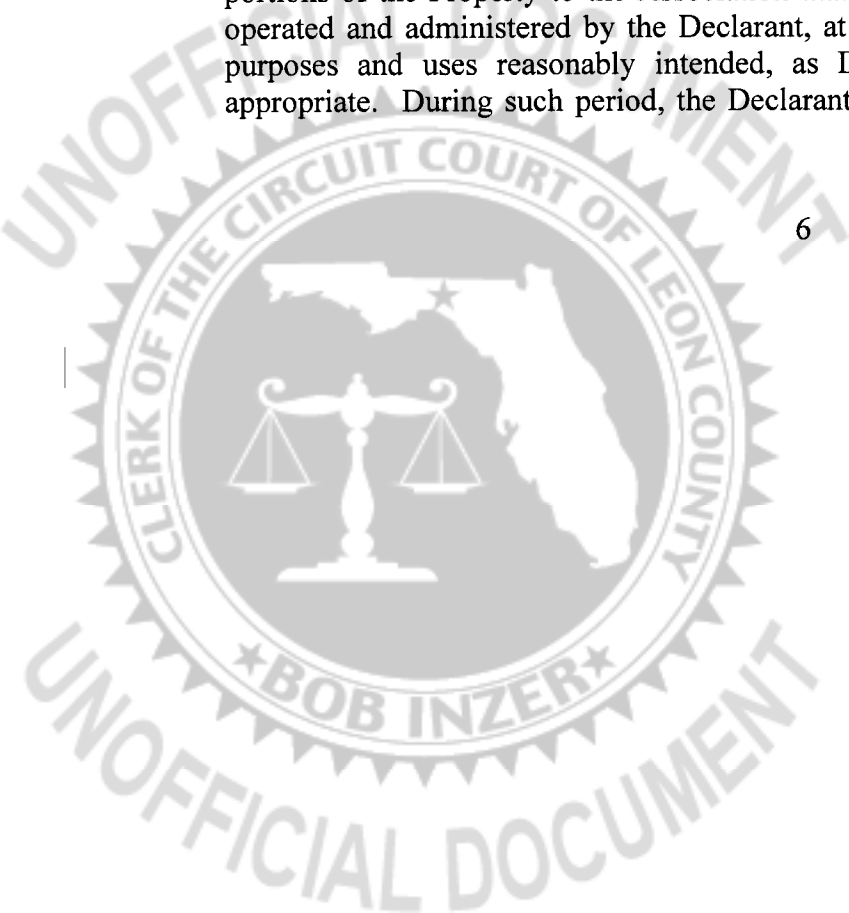 operated and administered by the Declarant, at
purposes and uses reasonably intended, as D
appropriate. During such period, the Declarant
6
UNOFFICIAL DOCUMENT
CLERK OF THE CIRCUIT COURT OF LEON COUNTY
★BOB INZER★
UNOFFICIAL DOCUMENT